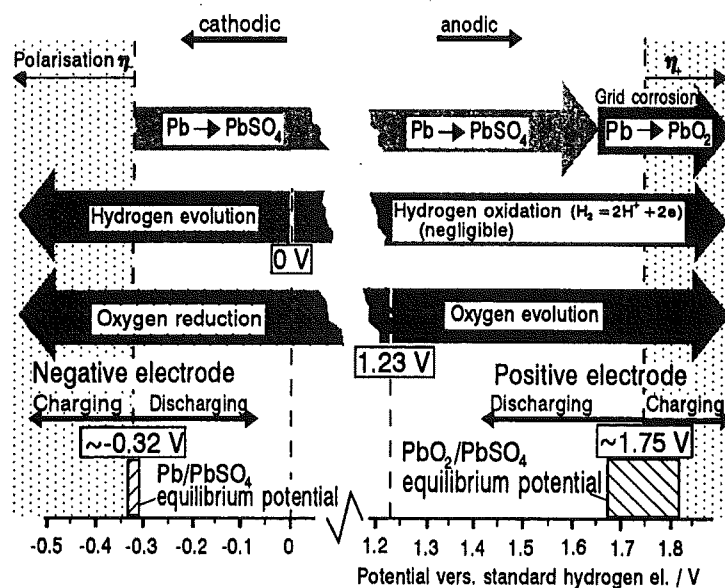 cathodic
anodic
Polarisation η-
η+
Grid corrosion
Pb → PbSO4
Pb → PbSO4
Pb → PbO2
Hydrogen evolution
Hydrogen oxidation (H2 = 2H+ + 2e)
(negligible)
0 V
Oxygen reduction
Oxygen evolution
1.23 V
Negative electrode
Positive electrode
Charging
Discharging
Discharging
Charging
~-0.32 V
~1.75 V
Pb/PbSO4
equilibrium potential
PbO2/PbSO4
equilibrium potential
-0.5 -0.4 -0.3 -0.2 -0.1 0 1.2 1.3 1.4 1.5 1.6 1.7 1.8
Potential vers. standard hydrogen el. / V